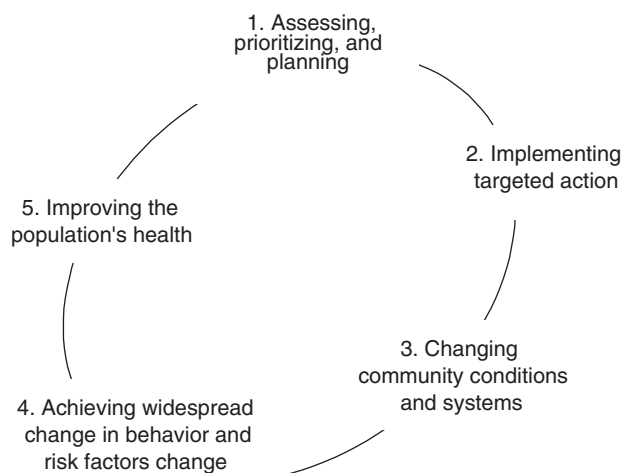 1. Assessing,
prioritizing, and
planning
2. Implementing
targeted action
3. Changing
community conditions
and systems
4. Achieving widespread
change in behavior and
risk factors change
5. Improving the
population's health